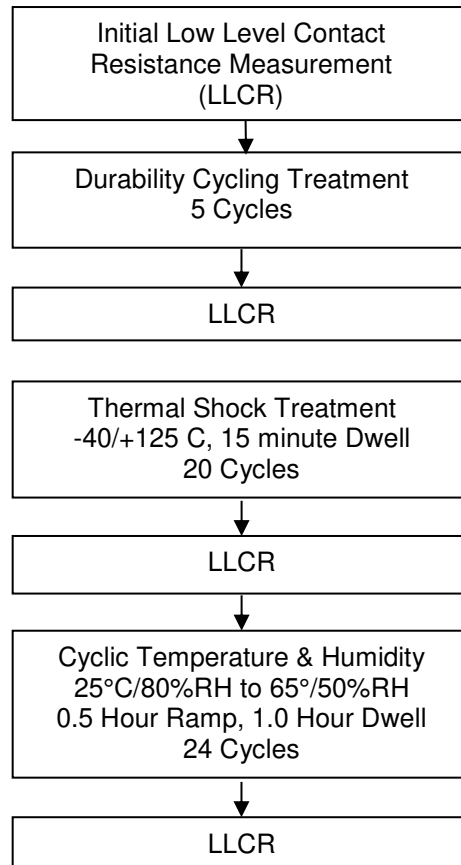 Initial Low Level Contact
Resistance Measurement
(LLCR)
Durability Cycling Treatment
5 Cycles
LLCR
Thermal Shock Treatment
-40/+125 C, 15 minute Dwell
20 Cycles
LLCR
Cyclic Temperature & Humidity
25°C/80%RH to 65°/50%RH
0.5 Hour Ramp, 1.0 Hour Dwell
24 Cycles
LLCR